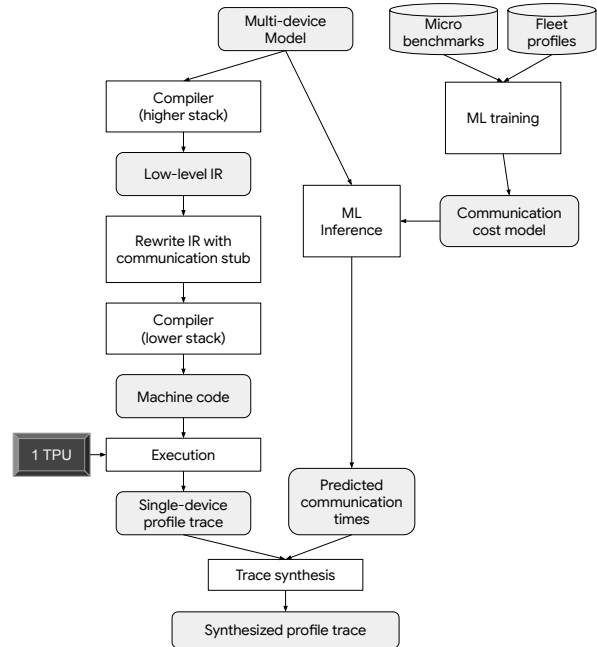 Multi-device
Model
Micro
benchmarks
Fleet
profiles
Compiler
(higher stack)
ML training
Low-level IR
ML
Inference
Communication
cost model
Rewrite IR with
communication stub
Compiler
(lower stack)
Machine code
1 TPU
Execution
Single-device
profile trace
Predicted
communication
times
Trace synthesis
Synthesized profile trace